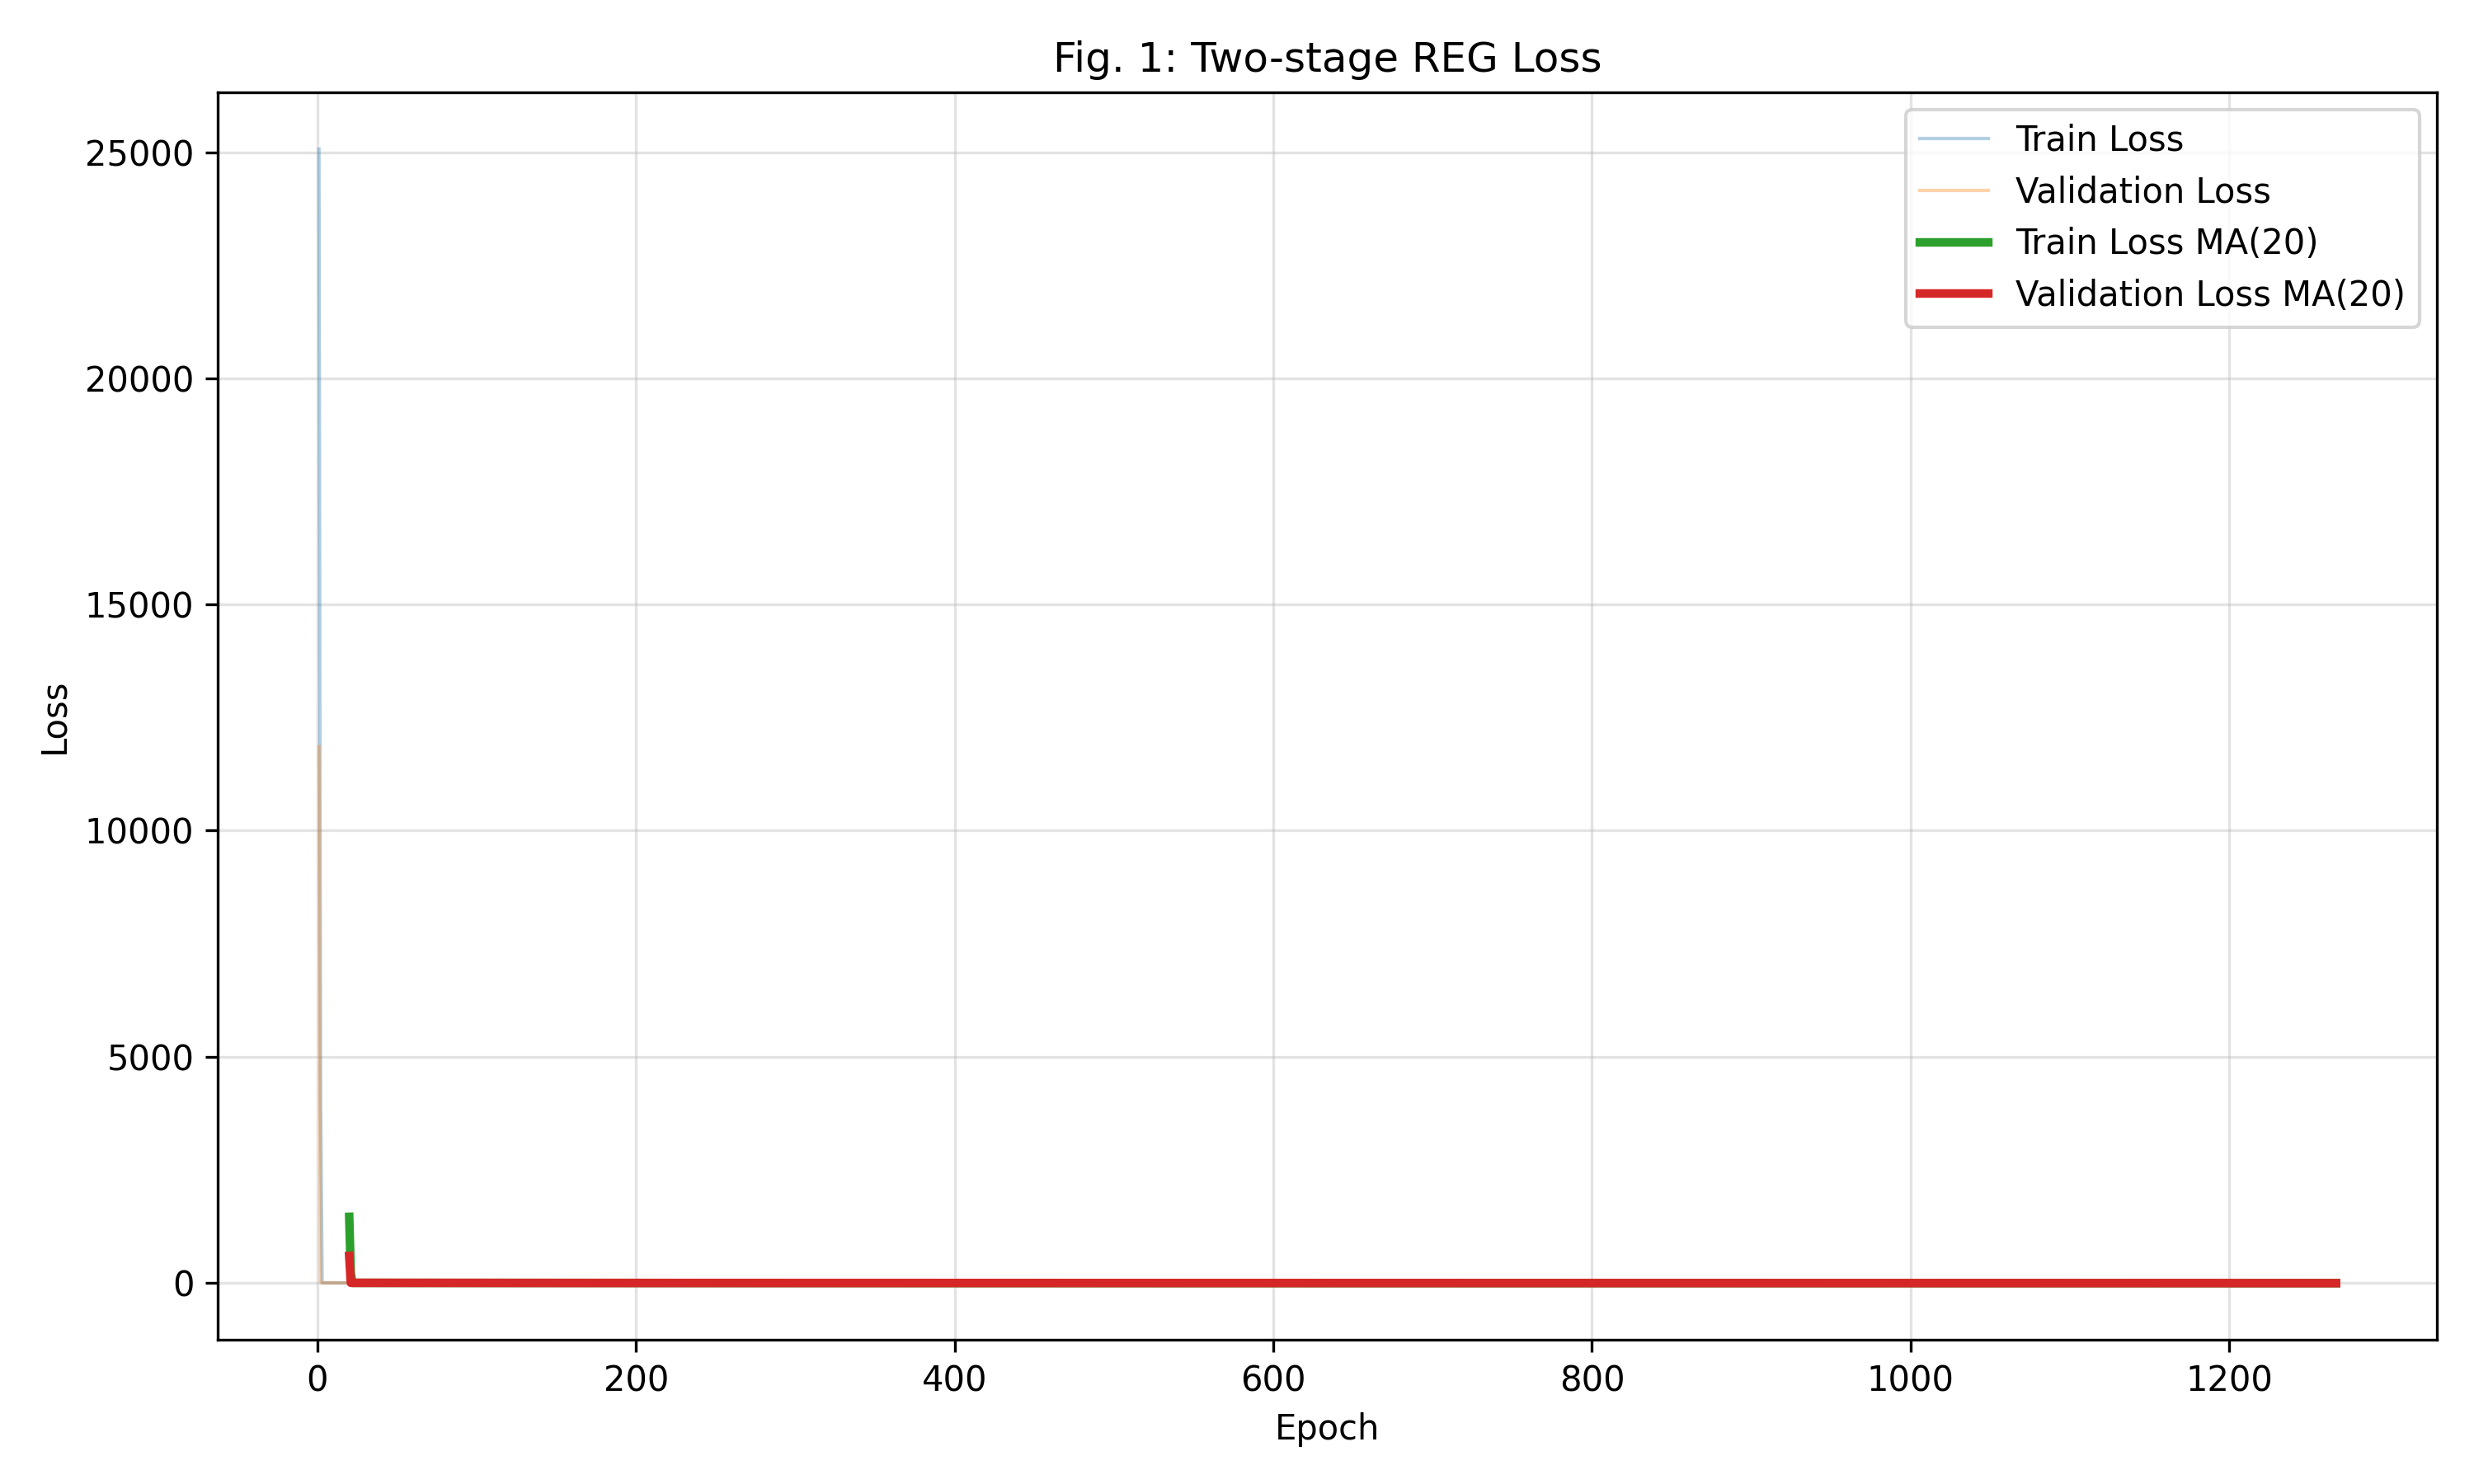 Fig. 1: Two-stage REG Loss
Train Loss
Validation Loss
Train Loss MA(20)
Validation Loss MA(20)
25000
20000
15000
10000
5000
0
Loss
0 200 400 600 800 1000 1200
Epoch